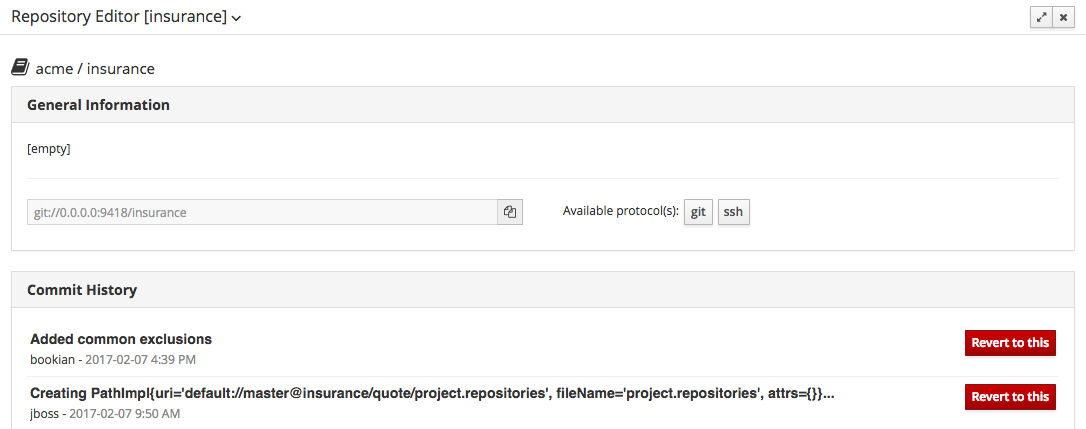 Repository Editor [insurance]
acme / insurance
General Information
[empty]
git://0.0.0.0:9418/insurance
Available protocol(s): git ssh
Commit History
Added common exclusions
Revert to this
bookian - 2017-02-07 4:39 PM
Creating PathImpl{uri='default://master@insurance/quote/project.repositories', fileName='project.repositories', attrs={}}...
Revert to this
jboss - 2017-02-07 9:50 AM